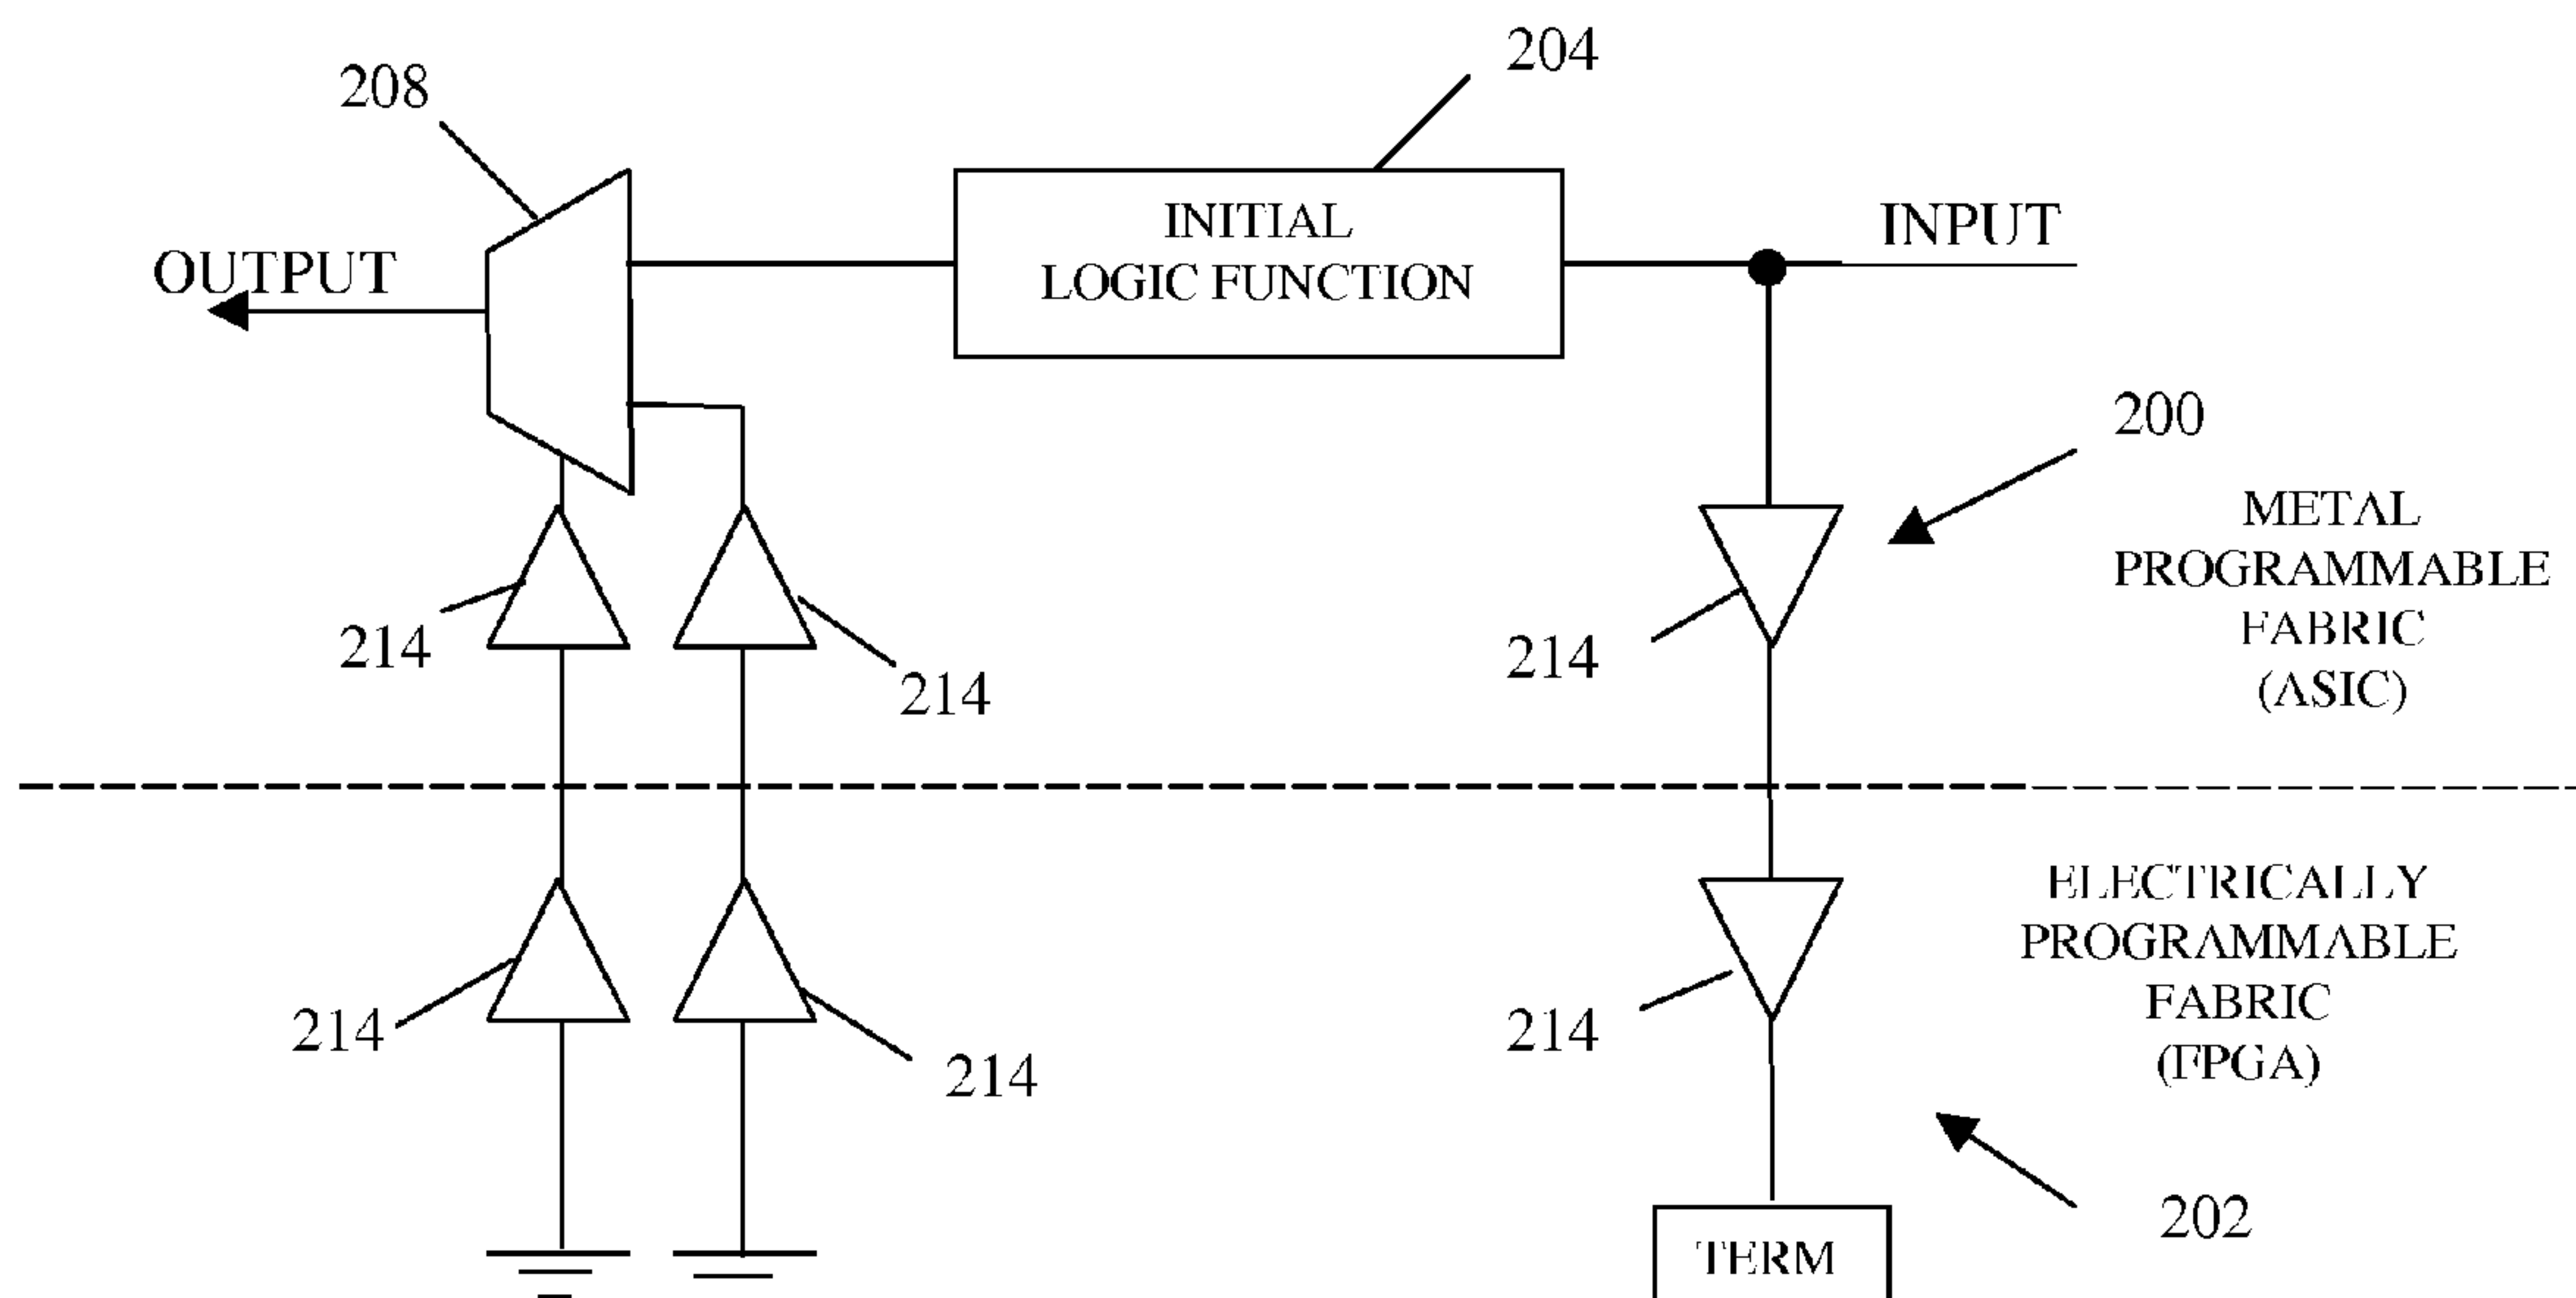 204
208
INITIAL
LOGIC FUNCTION
INPUT
OUTPUT
200
METAL
PROGRAMMABLE
FABRIC
(ASIC)
214
214
214
ELECTRICALLY
PROGRAMMABLE
FABRIC
(FPGA)
214
214
214
202
TERM